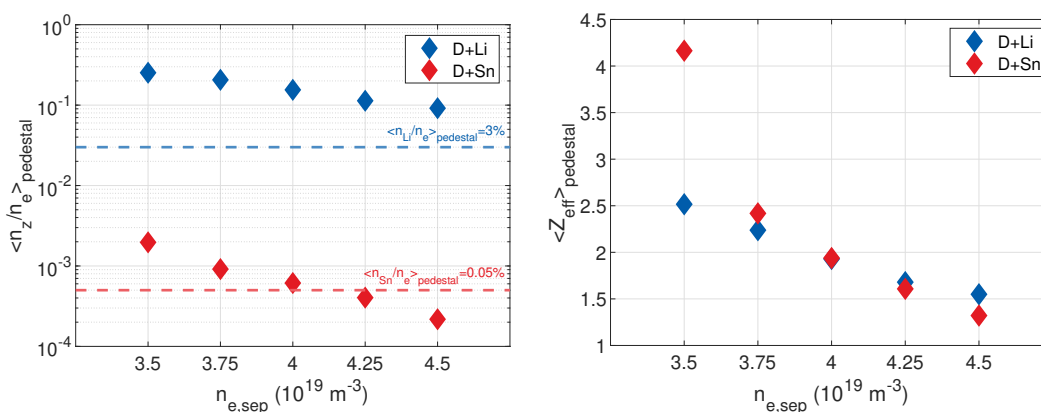 10^0
10^-1
10^-2
10^-3
10^-4
<n_z/n_e>_pedestal
D+Li
D+Sn
<n_Li/n_e>_pedestal=3%
<n_Sn/n_e>_pedestal=0.05%
3.5 3.75 4 4.25 4.5
n_e,sep (10^19 m^-3)
4.5
4
3.5
3
2.5
2
1.5
1
<Z_eff>_pedestal
D+Li
D+Sn
3.5 3.75 4 4.25 4.5
n_e,sep (10^19 m^-3)